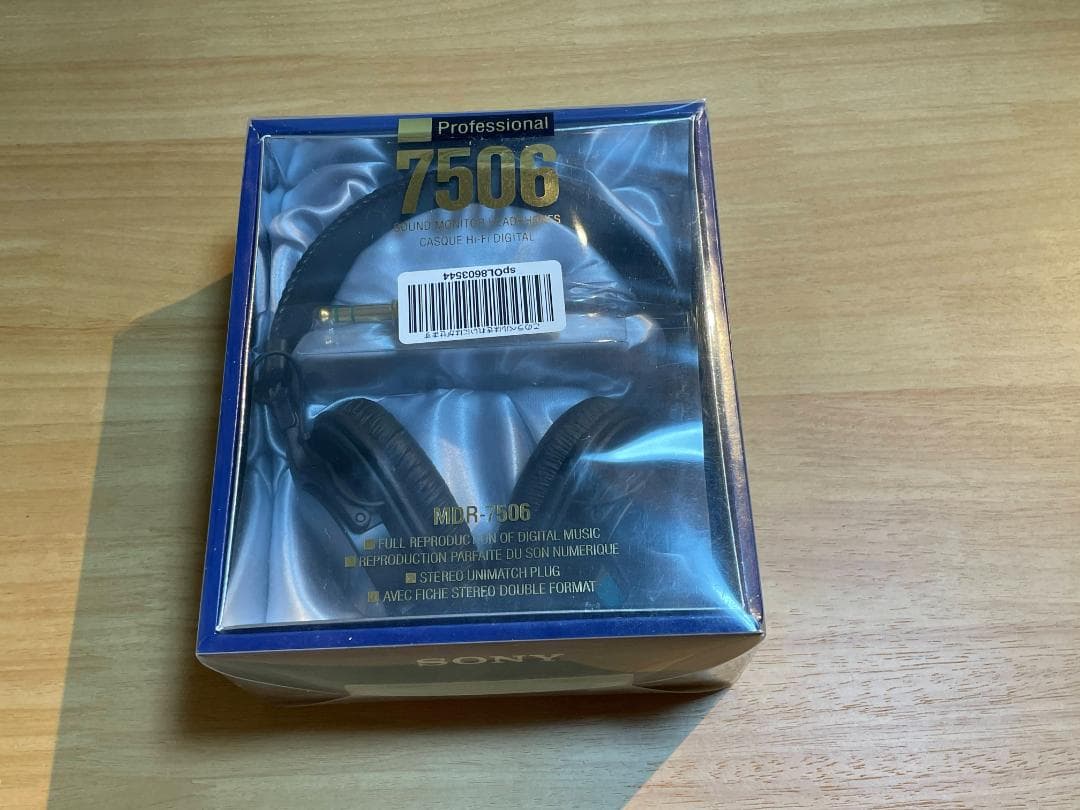 Professional
7506
SOUND MONITOR HEADPHONES
CASQUE Hi-Fi DIGITAL
spOL8603544
MDR-7506
FULL REPRODUCTION OF DIGITAL MUSIC
REPRODUCTION PARFAITE DU SON NUMERIQUE
STEREO UNIMATCH PLUG
AVEC FICHE STEREO DOUBLE FORMAT
SONY